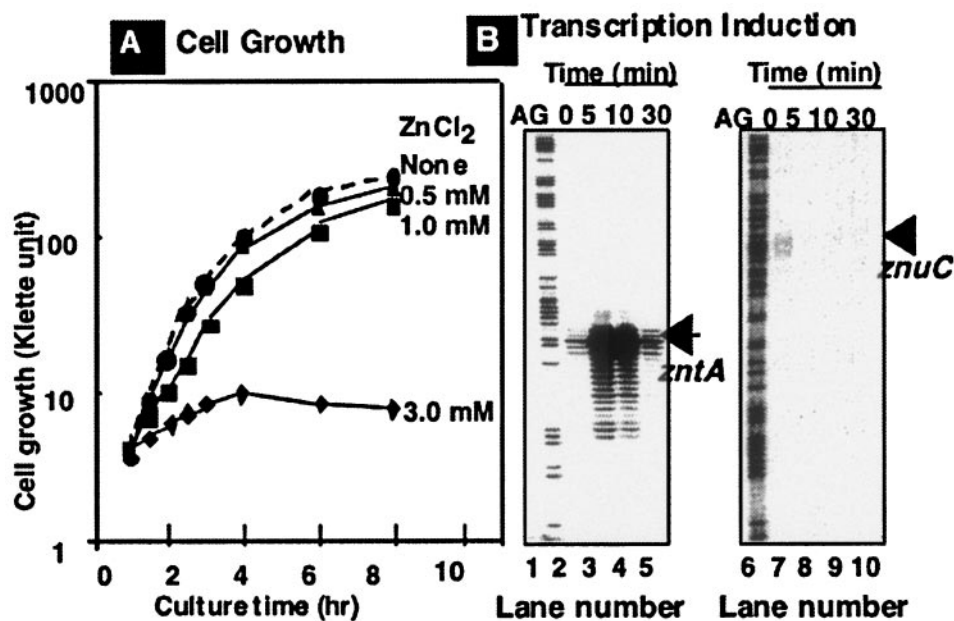 A Cell Growth
1000
100
10
1
Cell growth (Klette unit)
ZnCl2
None
0.5 mM
1.0 mM
3.0 mM
0 2 4 6 8 10
Culture time (hr)
B Transcription Induction
Time (min)
AG 0 5 10 30
zntA
1 2 3 4 5
Lane number
Time (min)
AG 0 5 10 30
znuC
6 7 8 9 10
Lane number